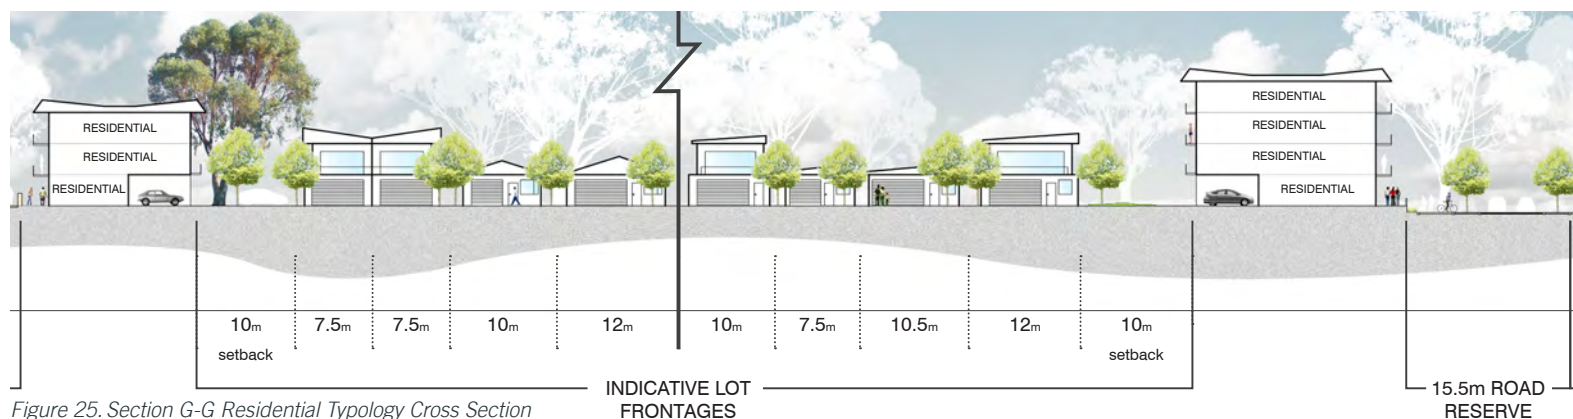 RESIDENTIAL
RESIDENTIAL
RESIDENTIAL
RESIDENTIAL
RESIDENTIAL
RESIDENTIAL
RESIDENTIAL
10m 7.5m 7.5m 10m 12m 10m 7.5m 10.5m 12m 10m
setback setback
INDICATIVE LOT
FRONTAGES
15.5m ROAD
RESERVE
Figure 25. Section G-G Residential Typology Cross Section